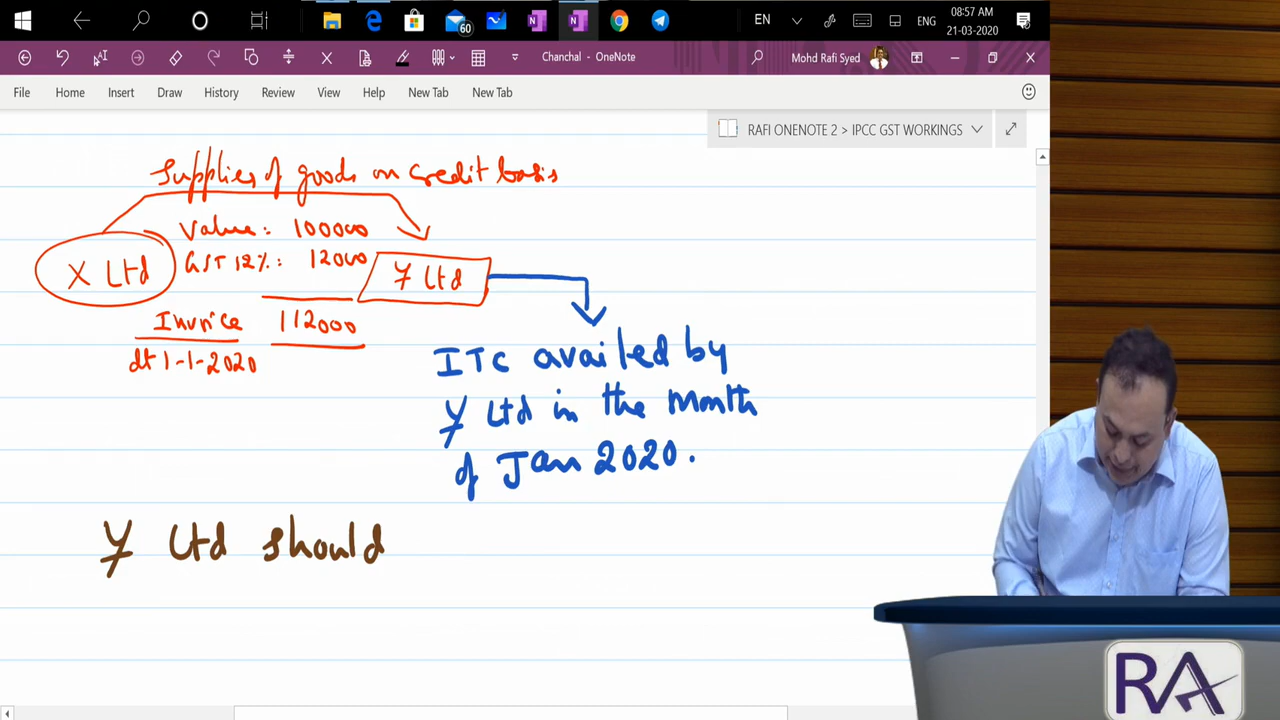 EN
ENG
08:57 AM
21-03-2020
60
Chanchal - OneNote
Mohd Rafi Syed
File Home Insert Draw History Review View Help New Tab New Tab
RAFI ONENOTE 2 > IPCC GST WORKINGS
Supplies of goods on credit basis
Value: 100000
X Ltd
GST 12%: 12000
Y Ltd
Invoice 112000
dt 1-1-2020
ITC availed by
Y Ltd in the Month
of Jan 2020.
Y Ltd should
RA